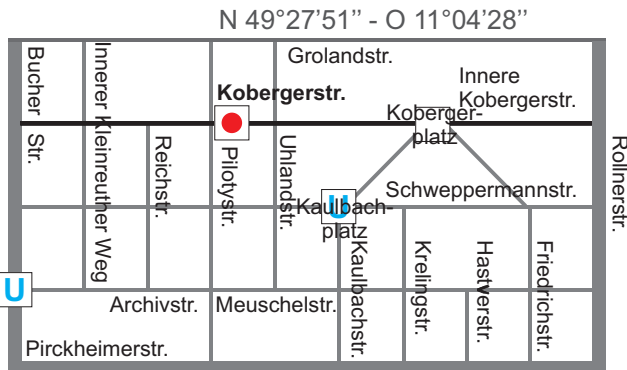 N 49°27’51’’ - O 11°04’28’’
Bucher
Str.
Innerer Kleinreuther Weg
Grolandstr.
Innere
Kobergerstr.
Kobergerstr.
Koberger-
platz
Reichstr.
Pilotystr.
Uhlandstr.
Rollnerstr.
Schweppermannstr.
U
Kaulbach-
platz
Kaulbachstr.
Krelingstr.
Hastverstr.
Friedrichstr.
U
Archivstr.
Meuschelstr.
Pirckheimerstr.